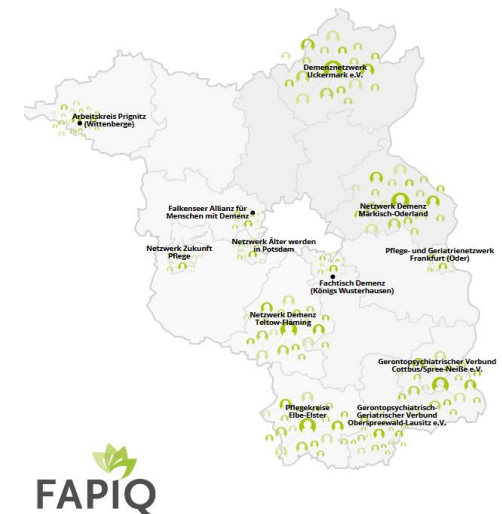 Demenznetzwerk
Uckermark e.V.
Arbeitskreis Prignitz
(Wittenberge)
Falkenseer Allianz für
Menschen mit Demenz
Netzwerk Demenz
Märkisch-Oderland
Netzwerk Zukunft
Pflege
Netzwerk Älter werden
in Potsdam
Pflege- und Geriatrienetzwerk
Frankfurt (Oder)
Fachtisch Demenz
(Königs Wusterhausen)
Netzwerk Demenz
Teltow-Fläming
Gerontopsychiatrischer Verbund
Cottbus/Spree-Neiße e.V.
Pflegekreise
Elbe-Elster
Gerontopsychiatrisch-
Geriatrischer Verbund
Oberspreewald-Lausitz e.V.
FAPIQ